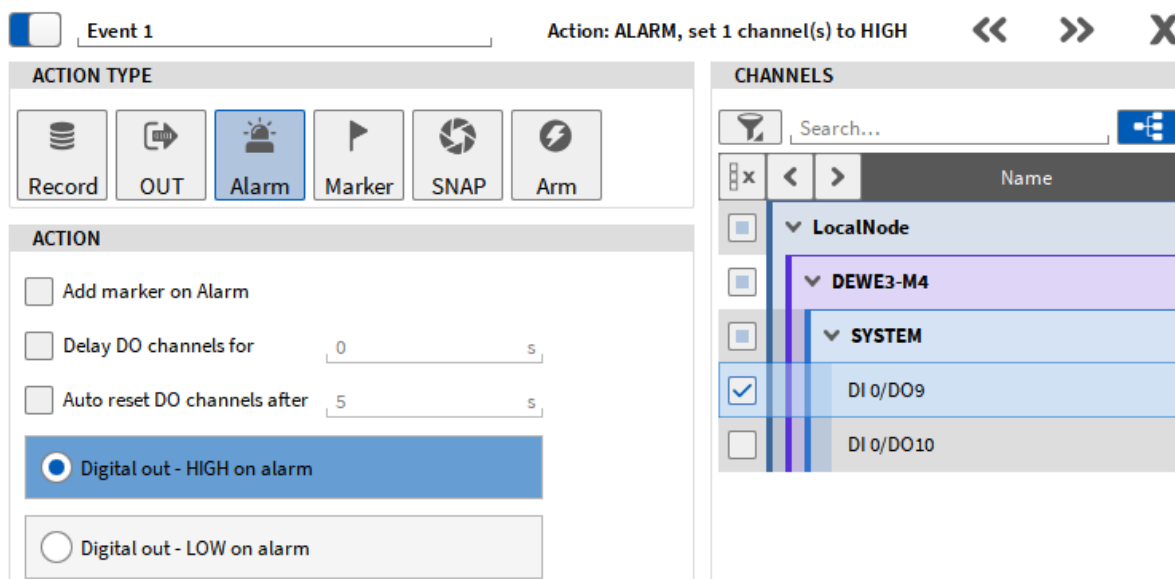 Event 1
Action: ALARM, set 1 channel(s) to HIGH
ACTION TYPE
Record
OUT
Alarm
Marker
SNAP
Arm
ACTION
Add marker on Alarm
Delay DO channels for 0 s
Auto reset DO channels after 5 s
Digital out - HIGH on alarm
Digital out - LOW on alarm
CHANNELS
Search...
Name
LocalNode
DEWE3-M4
SYSTEM
DI 0/DO9
DI 0/DO10